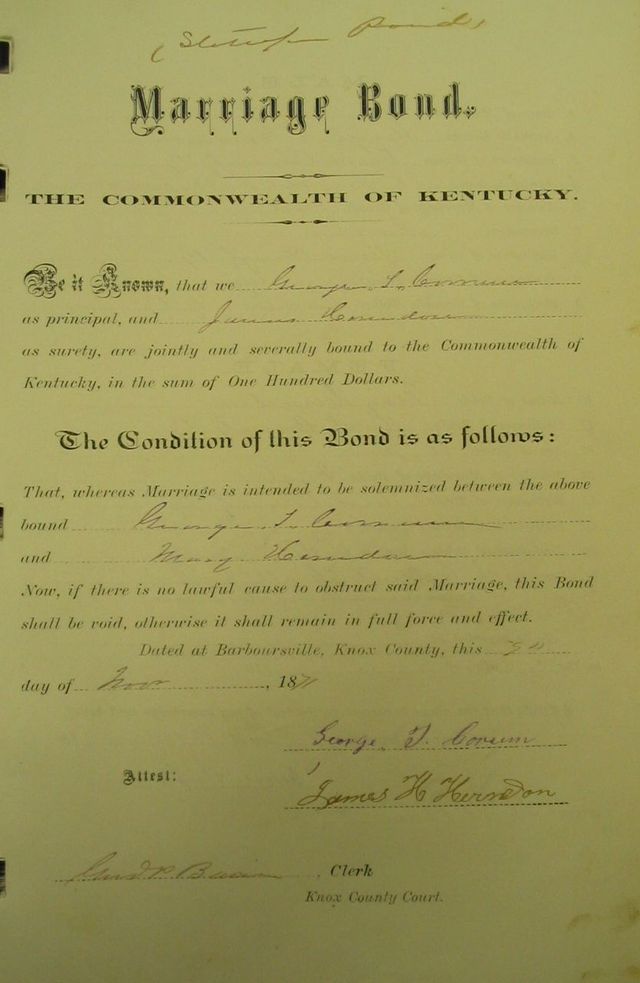 Marriage Bond.
THE COMMONWEALTH OF KENTUCKY.
Be it Known, that we George T.
as principal, and James Herndon
as surety, are jointly and severally bound to the Commonwealth of
Kentucky, in the sum of One Hundred Dollars.
The Condition of this Bond is as follows:
That, whereas Marriage is intended to be solemnized between the above
bound George T.
and Mary Herndon
Now, if there is no lawful cause to obstruct said Marriage, this Bond
shall be void, otherwise it shall remain in full force and effect.
Dated at Barboursville, Knox County, this
day of Nov, 18
George T.
Attest:
James H Herndon
Clerk
Knox County Court.